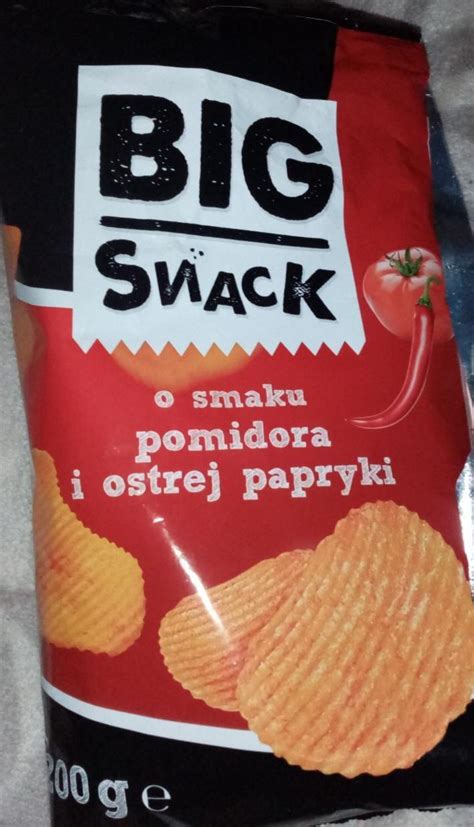 BIG
SNACK
o smaku
pomidora
i ostrej papryki
200 g e